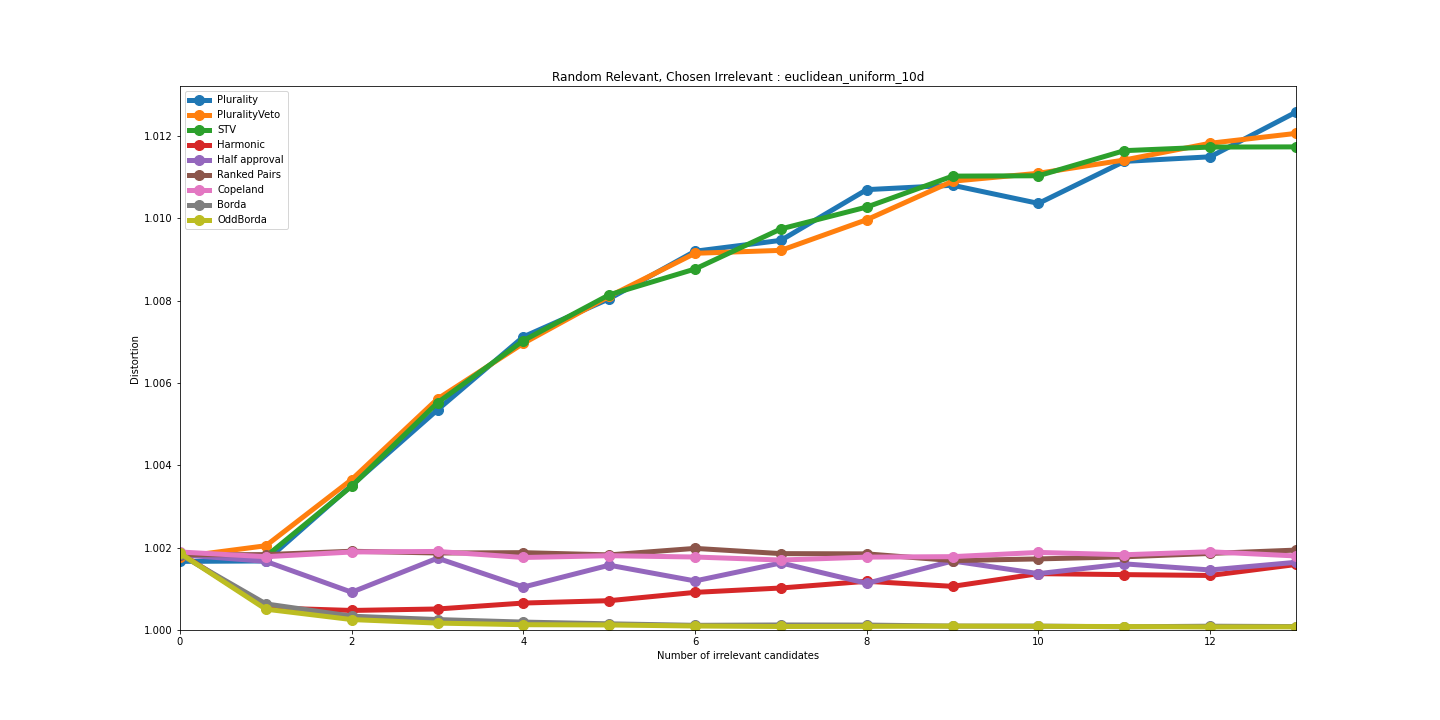 Random Relevant, Chosen Irrelevant : euclidean_uniform_10d
Plurality
PluralityVeto
STV
Harmonic
Half approval
Ranked Pairs
Copeland
Borda
OddBorda
Distortion
1.012
1.010
1.008
1.006
1.004
1.002
1.000
0 2 4 6 8 10 12
Number of irrelevant candidates